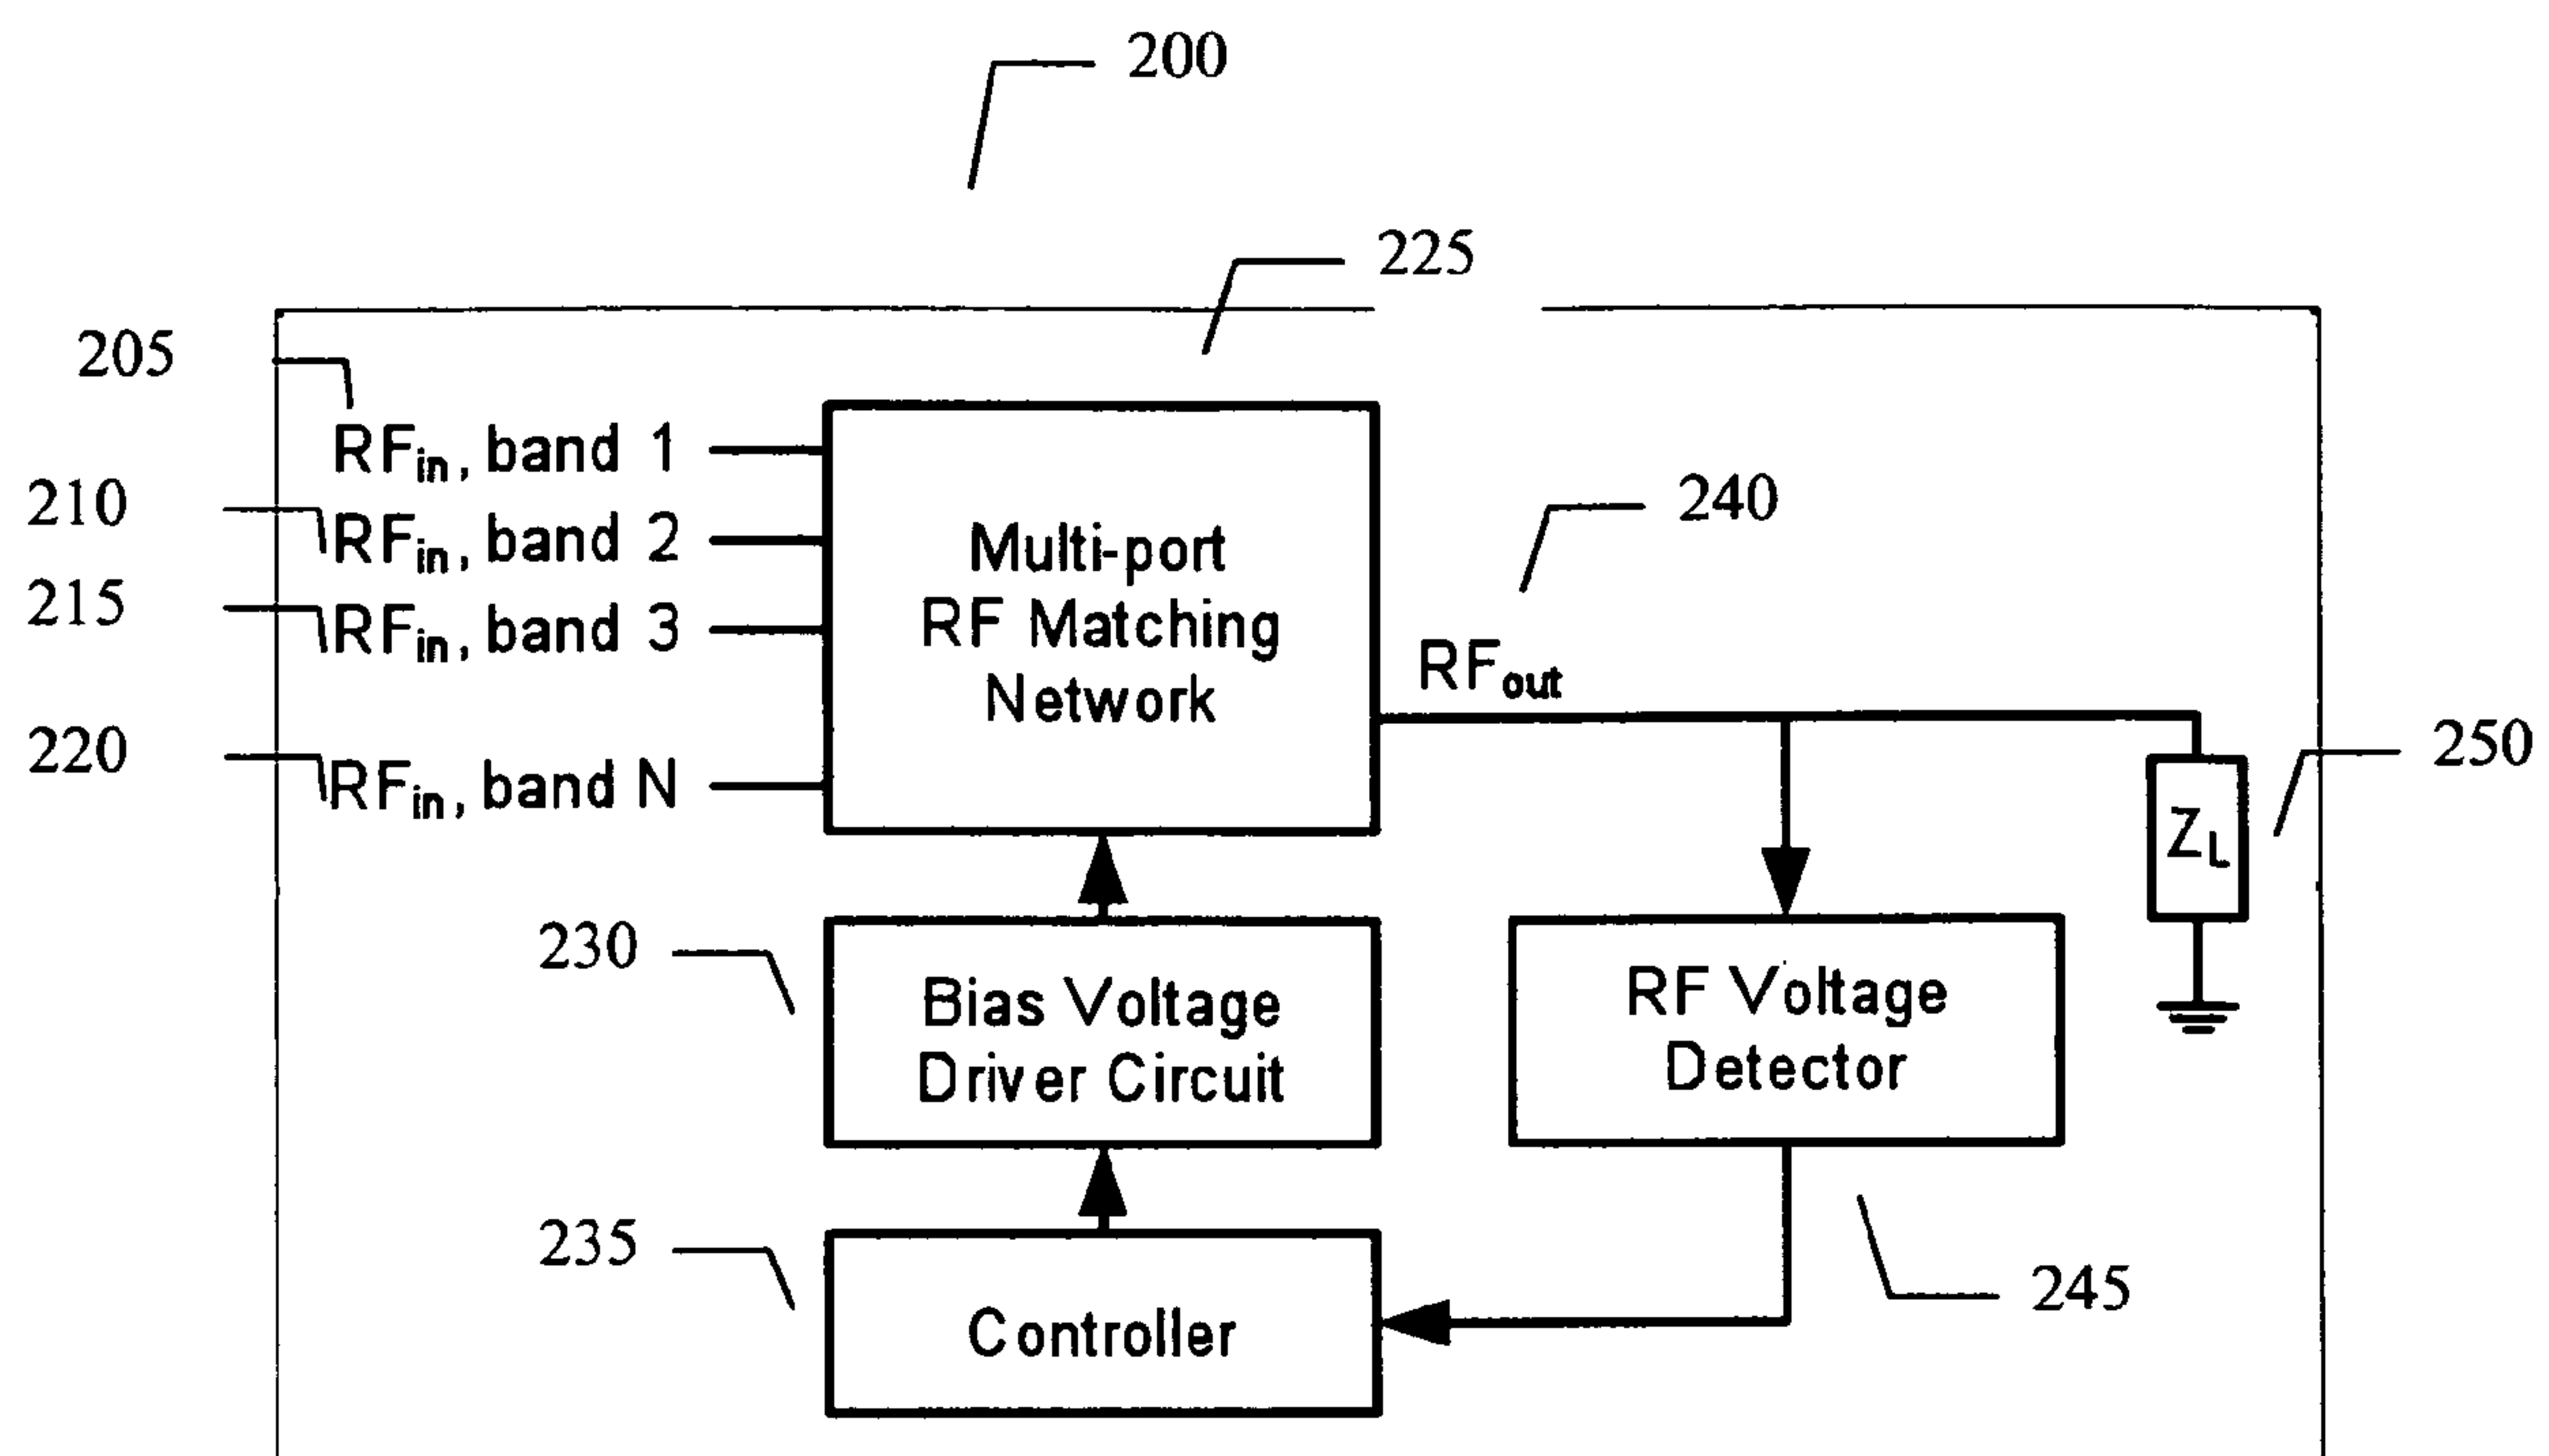 200
225
205
RFin, band 1
210
RFin, band 2
215
RFin, band 3
220
RFin, band N
Multi-port
RF Matching
Network
240
RFout
250
ZL
230
Bias Voltage
Driver Circuit
RF Voltage
Detector
235
Controller
245